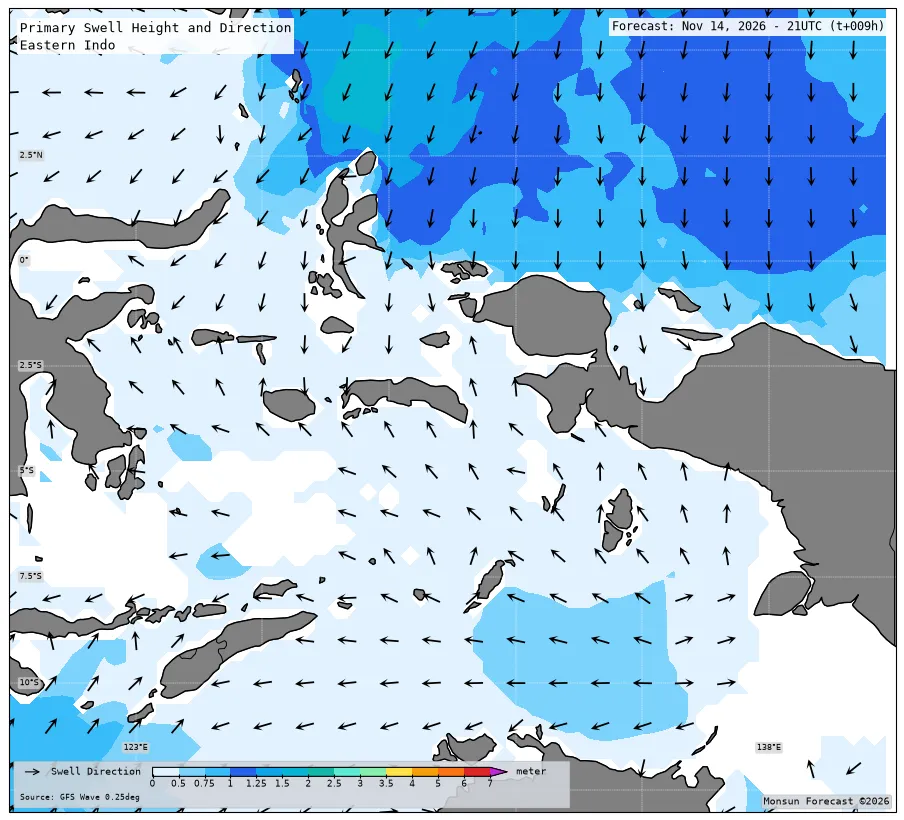 Primary Swell Height and Direction
Eastern Indo
Forecast: Nov 14, 2026 - 21UTC (t+009h)
2.5°N
0°
2.5°S
5°S
7.5°S
10°S
123°E
138°E
Swell Direction
0 0.5 0.75 1 1.25 1.5 2 2.5 3 3.5 4 5 6 7
meter
Source: GFS Wave 0.25deg
Monsun Forecast ©2026